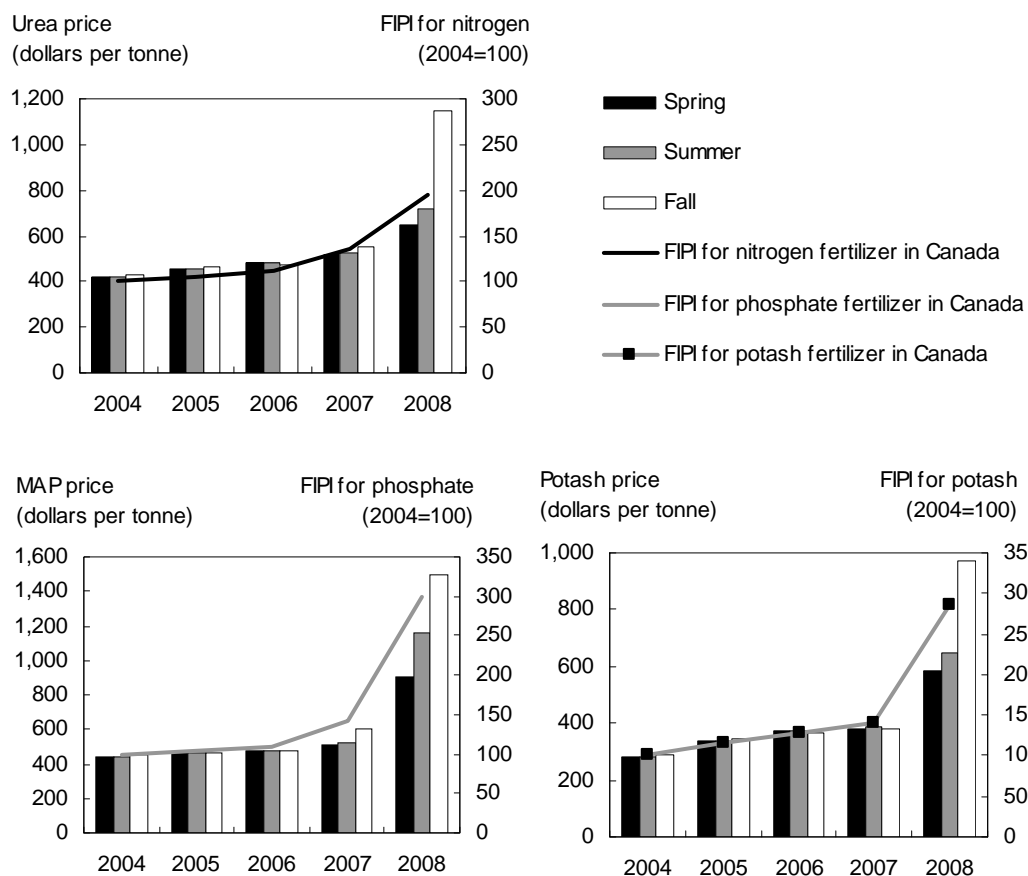 Urea price
(dollars per tonne)
FIPI for nitrogen
(2004=100)
1,200
1,000
800
600
400
200
0
300
250
200
150
100
50
0
2004 2005 2006 2007 2008
Spring
Summer
Fall
FIPI for nitrogen fertilizer in Canada
FIPI for phosphate fertilizer in Canada
FIPI for potash fertilizer in Canada
MAP price
(dollars per tonne)
FIPI for phosphate
(2004=100)
1,600
1,400
1,200
1,000
800
600
400
200
0
350
300
250
200
150
100
50
0
2004 2005 2006 2007 2008
Potash price
(dollars per tonne)
FIPI for potash
(2004=100)
1,000
800
600
400
200
0
35
30
25
20
15
10
50
0
2004 2005 2006 2007 2008